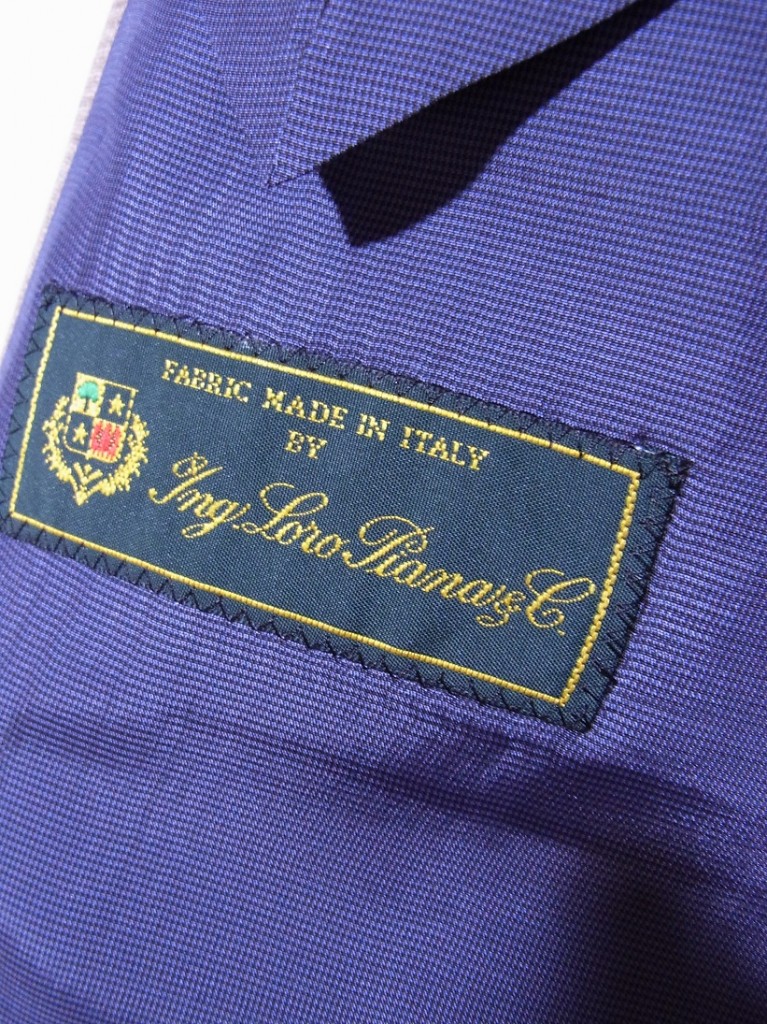 FABRIC MADE IN ITALY
BY
Ing. Loro Piana & C.